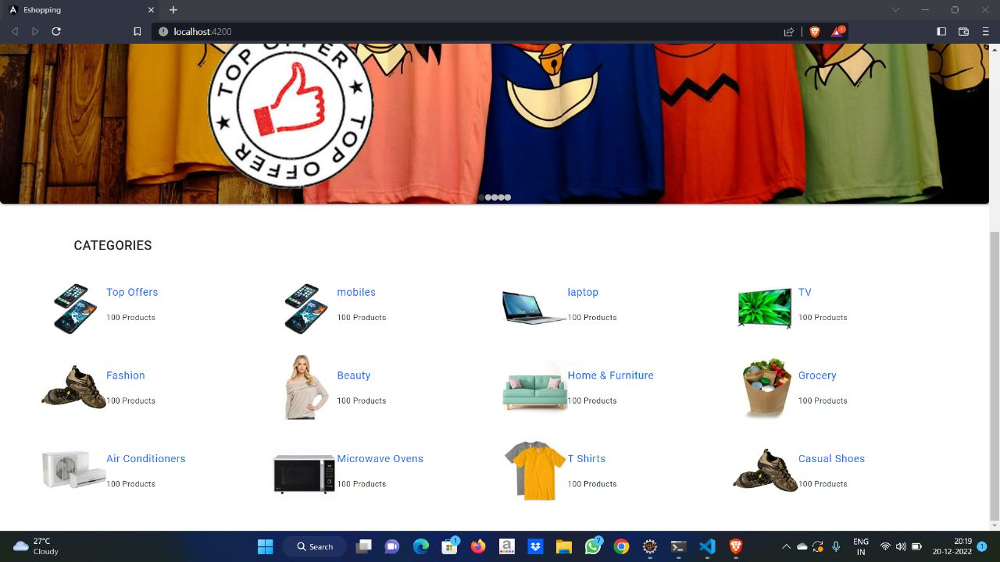 Eshopping
localhost:4200
TOP OFFER
TOP OFFER
CATEGORIES
Top Offers
100 Products
mobiles
100 Products
laptop
100 Products
TV
100 Products
Fashion
100 Products
Beauty
100 Products
Home & Furniture
100 Products
Grocery
100 Products
Air Conditioners
100 Products
Microwave Ovens
100 Products
T Shirts
100 Products
Casual Shoes
100 Products
27°C
Cloudy
Search
1
a
7
ENG
IN
20:19
20-12-2022
1